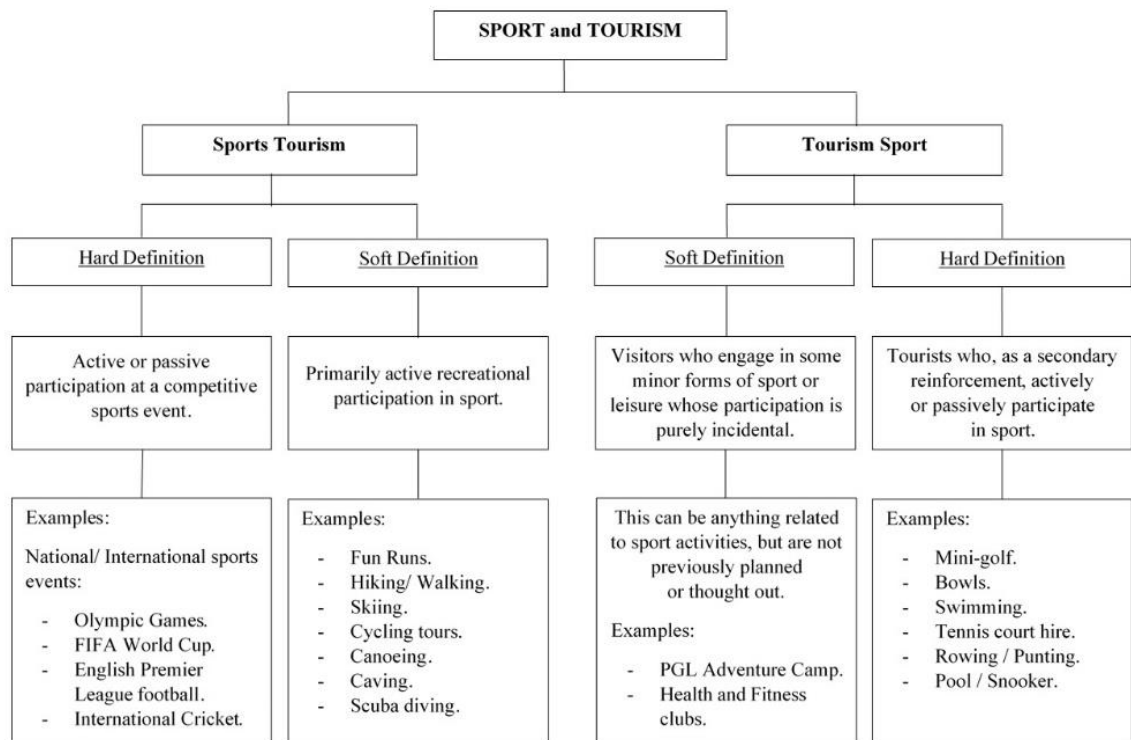 SPORT and TOURISM
Sports Tourism
Tourism Sport
Hard Definition
Soft Definition
Soft Definition
Hard Definition
Active or passive
participation at a competitive
sports event.
Primarily active recreational
participation in sport.
Visitors who engage in some
minor forms of sport or
leisure whose participation is
purely incidental.
Tourists who, as a secondary
reinforcement, actively
or passively participate
in sport.
Examples:
National/ International sports
events:
- Olympic Games.
- FIFA World Cup.
- English Premier
League football.
- International Cricket.
Examples:
- Fun Runs.
- Hiking/ Walking.
- Skiing.
- Cycling tours.
- Canoeing.
- Caving.
- Scuba diving.
This can be anything related
to sport activities, but are not
previously planned
or thought out.
Examples:
- PGL Adventure Camp.
- Health and Fitness
clubs.
Examples:
- Mini-golf.
- Bowls.
- Swimming.
- Tennis court hire.
- Rowing / Punting.
- Pool / Snooker.